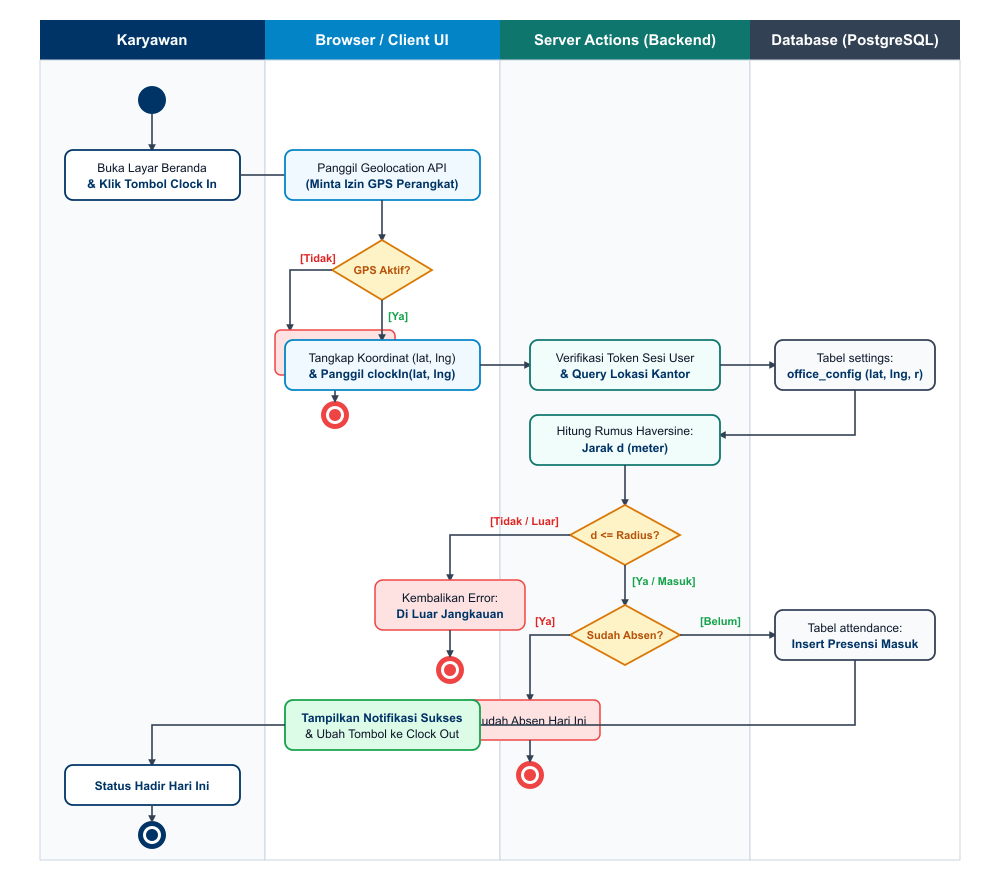 Karyawan
Browser / Client UI
Server Actions (Backend)
Database (PostgreSQL)
Buka Layar Beranda
& Klik Tombol Clock In
Panggil Geolocation API
(Minta Izin GPS Perangkat)
[Tidak]
GPS Aktif?
[Ya]
Tangkap Koordinat (lat, lng)
& Panggil clockIn(lat, lng)
Verifikasi Token Sesi User
& Query Lokasi Kantor
Tabel settings:
office_config (lat, lng, r)
Hitung Rumus Haversine:
Jarak d (meter)
[Tidak / Luar]
d <= Radius?
[Ya / Masuk]
Kembalikan Error:
Di Luar Jangkauan
[Ya]
Sudah Absen?
[Belum]
Tabel attendance:
Insert Presensi Masuk
Tampilkan Notifikasi Sukses
& Ubah Tombol ke Clock Out
Absen Hari Ini
Status Hadir Hari Ini